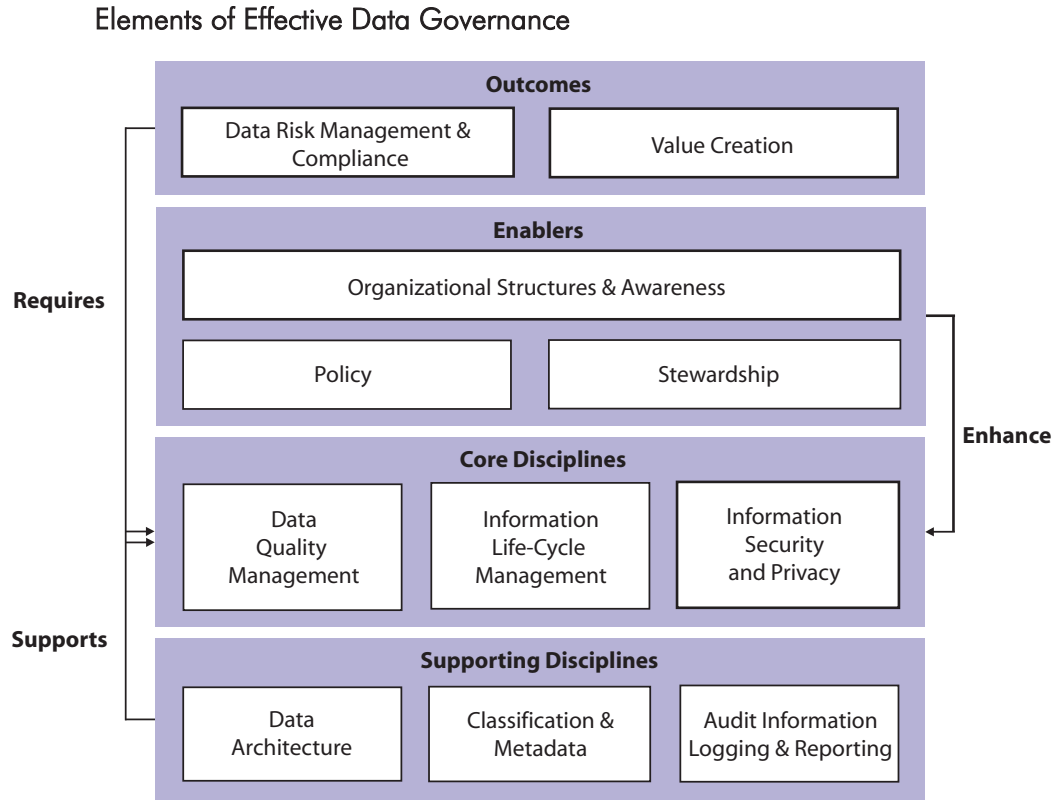 Elements of Effective Data Governance
Outcomes
Data Risk Management &
Compliance
Value Creation
Enablers
Organizational Structures & Awareness
Requires
Policy
Stewardship
Enhance
Core Disciplines
Data
Quality
Management
Information
Life-Cycle
Management
Information
Security
and Privacy
Supports
Supporting Disciplines
Data
Architecture
Classification &
Metadata
Audit Information
Logging & Reporting